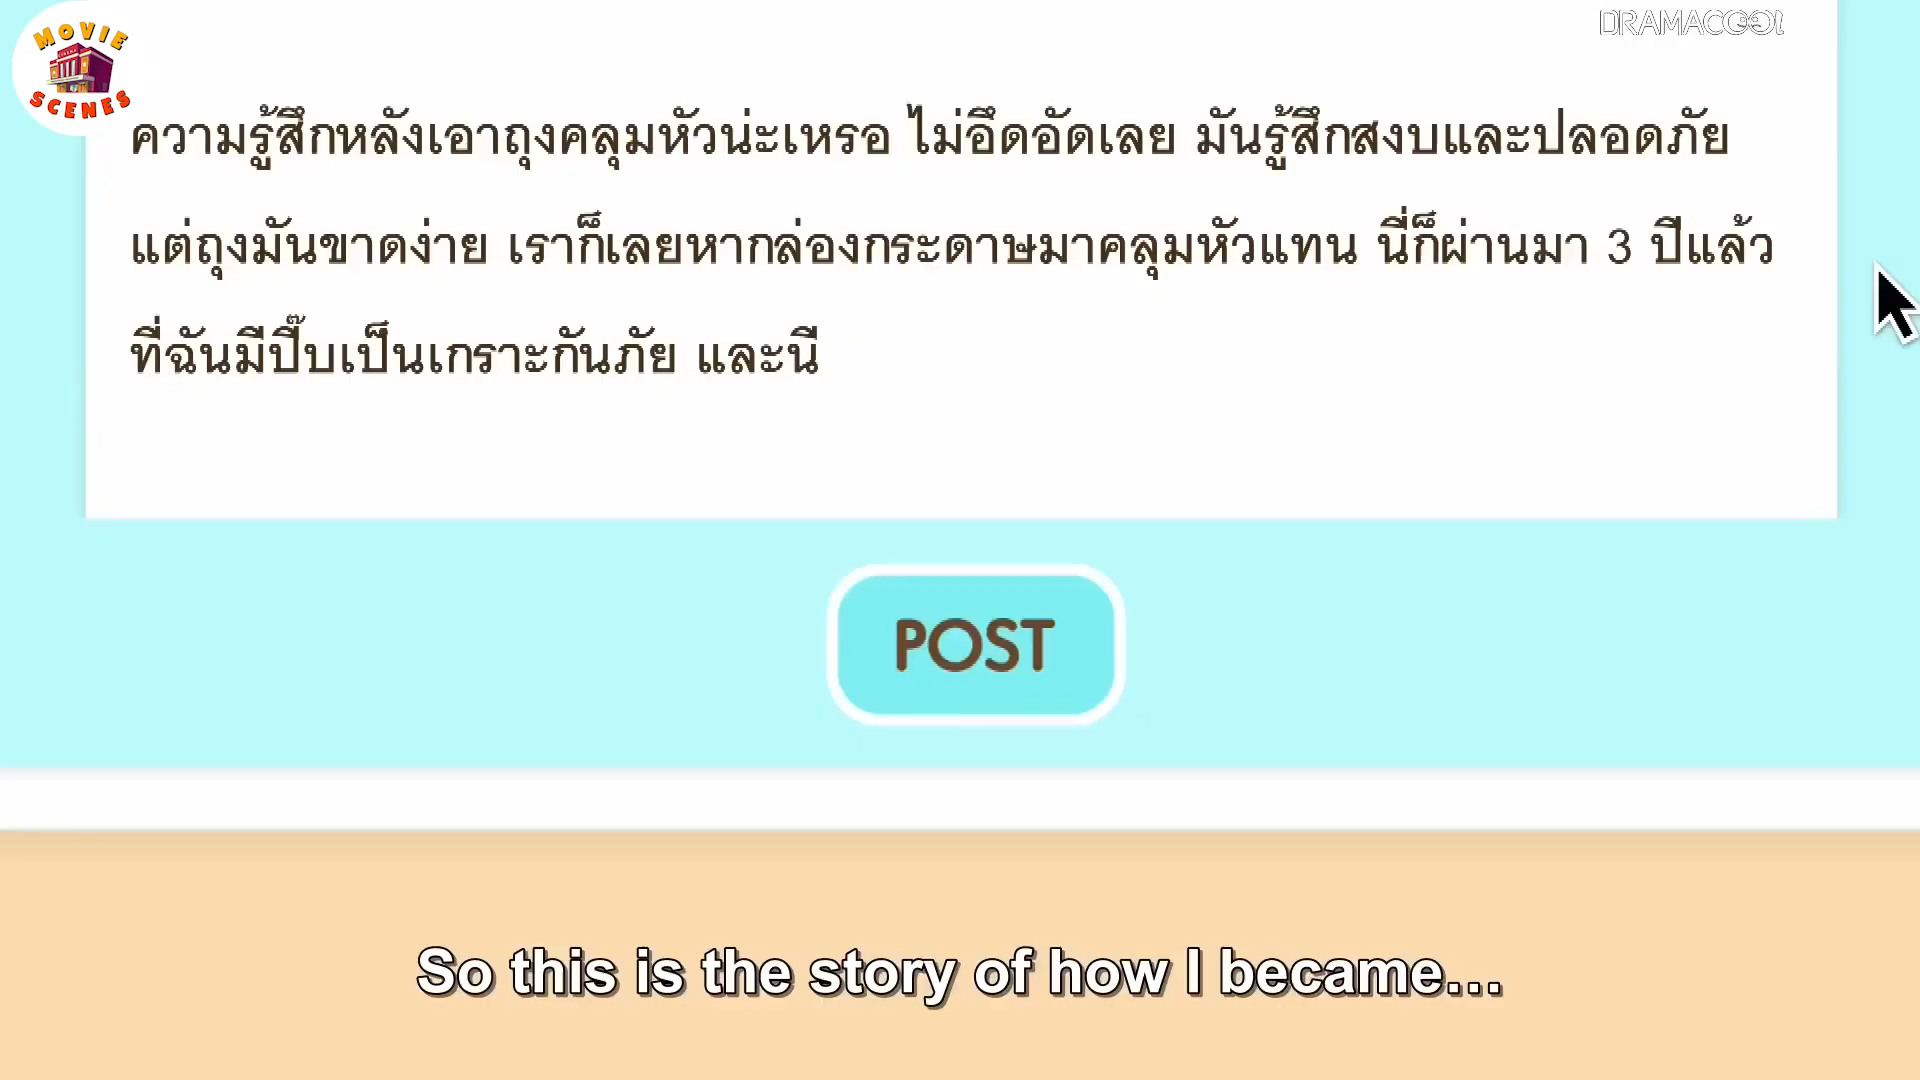 MOVIE
SCENES
DRAMACOOL
ความรู้สึกหลังเอาถุงคลุมหัวน่ะเหรอ ไม่อึดอัดเลย มันรู้สึกสงบและปลอดภัย
แต่ถุงมันขาดง่าย เราก็เลยหากล่องกระดาษมาคลุมหัวแทน นี่ก็ผ่านมา 3 ปีแล้ว
ที่ฉันมีปี๊บเป็นเกราะกันภัย และนี
POST
So this is the story of how I became...